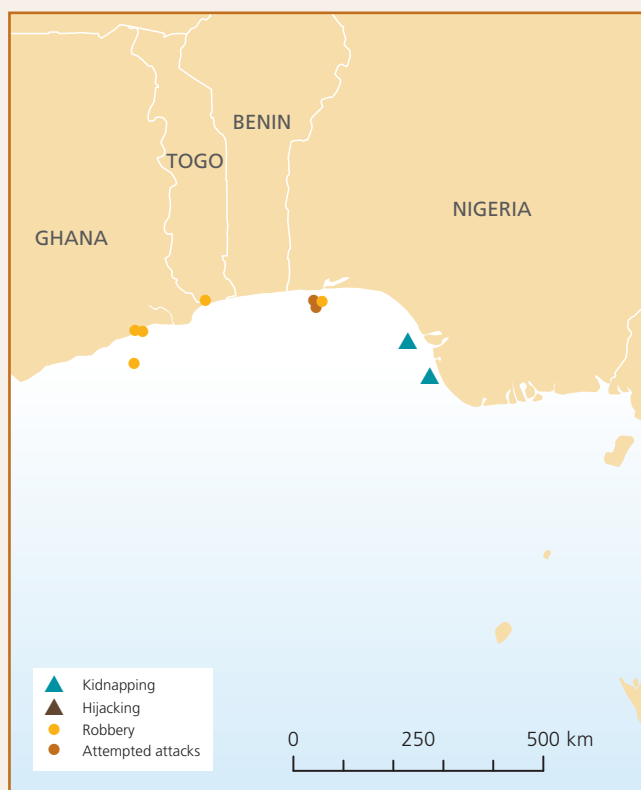 BENIN
TOGO
NIGERIA
GHANA
Kidnapping
Hijacking
Robbery
Attempted attacks
0 250 500 km